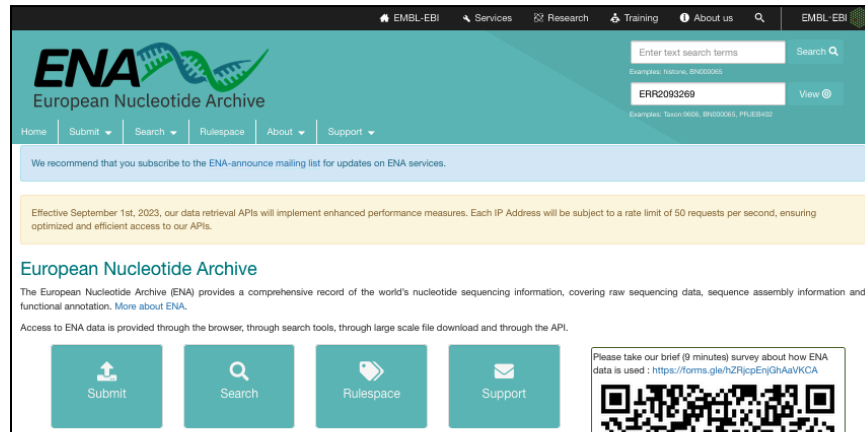 EMBL-EBI Services Research Training About us EMBL-EBI
ENA
European Nucleotide Archive
Enter text search terms Search
Examples: histone, BN000065
ERR2093269 View
Examples: Taxon:9606, BN000065, PRJEB402
Home Submit Search Rulespace About Support
We recommend that you subscribe to the ENA-announce mailing list for updates on ENA services.
Effective September 1st, 2023, our data retrieval APIs will implement enhanced performance measures. Each IP Address will be subject to a rate limit of 50 requests per second, ensuring
optimized and efficient access to our APIs.
European Nucleotide Archive
The European Nucleotide Archive (ENA) provides a comprehensive record of the world's nucleotide sequencing information, covering raw sequencing data, sequence assembly information and
functional annotation. More about ENA.
Access to ENA data is provided through the browser, through search tools, through large scale file download and through the API.
Submit Search Rulespace Support
Please take our brief (9 minutes) survey about how ENA
data is used : https://forms.gle/hZRjcpEnjGhAaVKCA